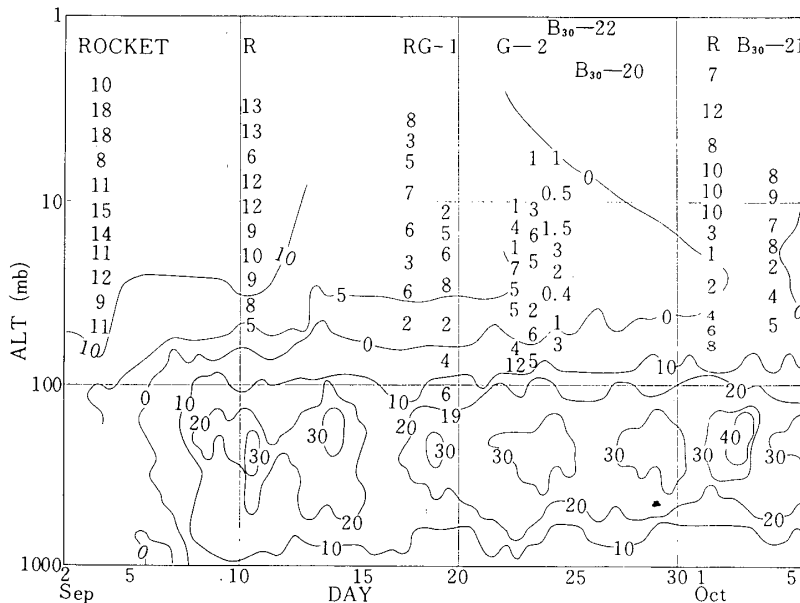 1
B₃₀—22
ROCKET R RG-1 G-2 R B₃₀—21
B₃₀—20 7
10
18 13 12
18 13 8 3
8 6 5 1 1 8
11 12 7 0 10 8
0.5 10 9
10 15 12 2 1 3 10
14 9 6 5 4 6 1.5 3 7
11 10 10 6 1 5 3 1 8
12 9 3 7 2 2 2
9 8 5 6 8 5 0.4 4
11 5 2 2 5 2 1 4 0 0 5
10 0 6 6
4 4 3 8
12 7 10
100 0 10 10 6 20
20 30 20 19 40
30 30 30 30 30 30
20 20 20
0 10 10
1000
2 5 10 15 20 25 30 1 5
Sep DAY Oct
ALT (mb)